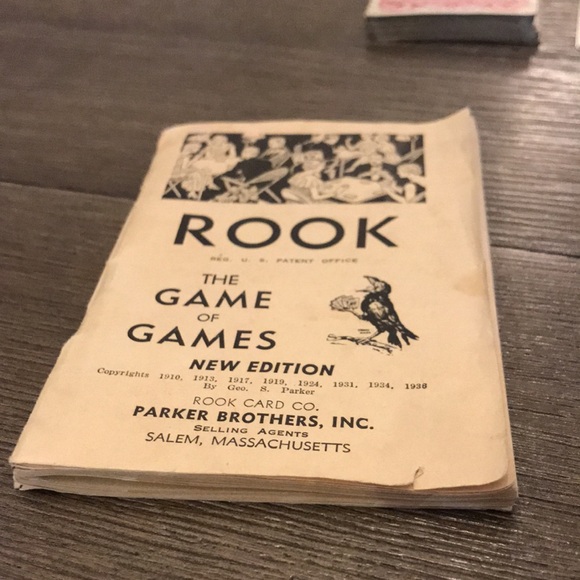 ROOK
REG. U. S. PATENT OFFICE
THE
GAME
OF
GAMES
NEW EDITION
Copyrights 1910, 1913, 1917, 1919, 1924, 1931, 1934, 1936
By Geo. S. Parker
ROOK CARD CO.
PARKER BROTHERS, INC.
SELLING AGENTS
SALEM, MASSACHUSETTS